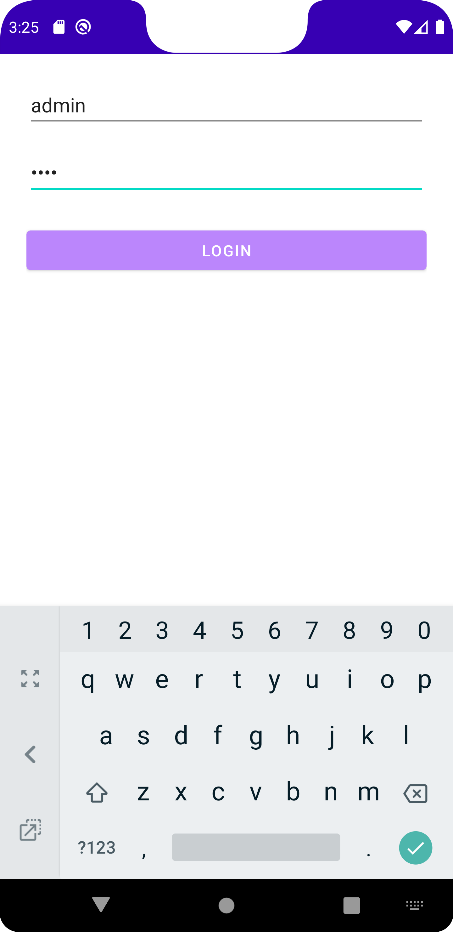 3:25
admin
••••
LOGIN
1 2 3 4 5 6 7 8 9 0
q w e r t y u i o p
a s d f g h j k l
z x c v b n m
?123 , .